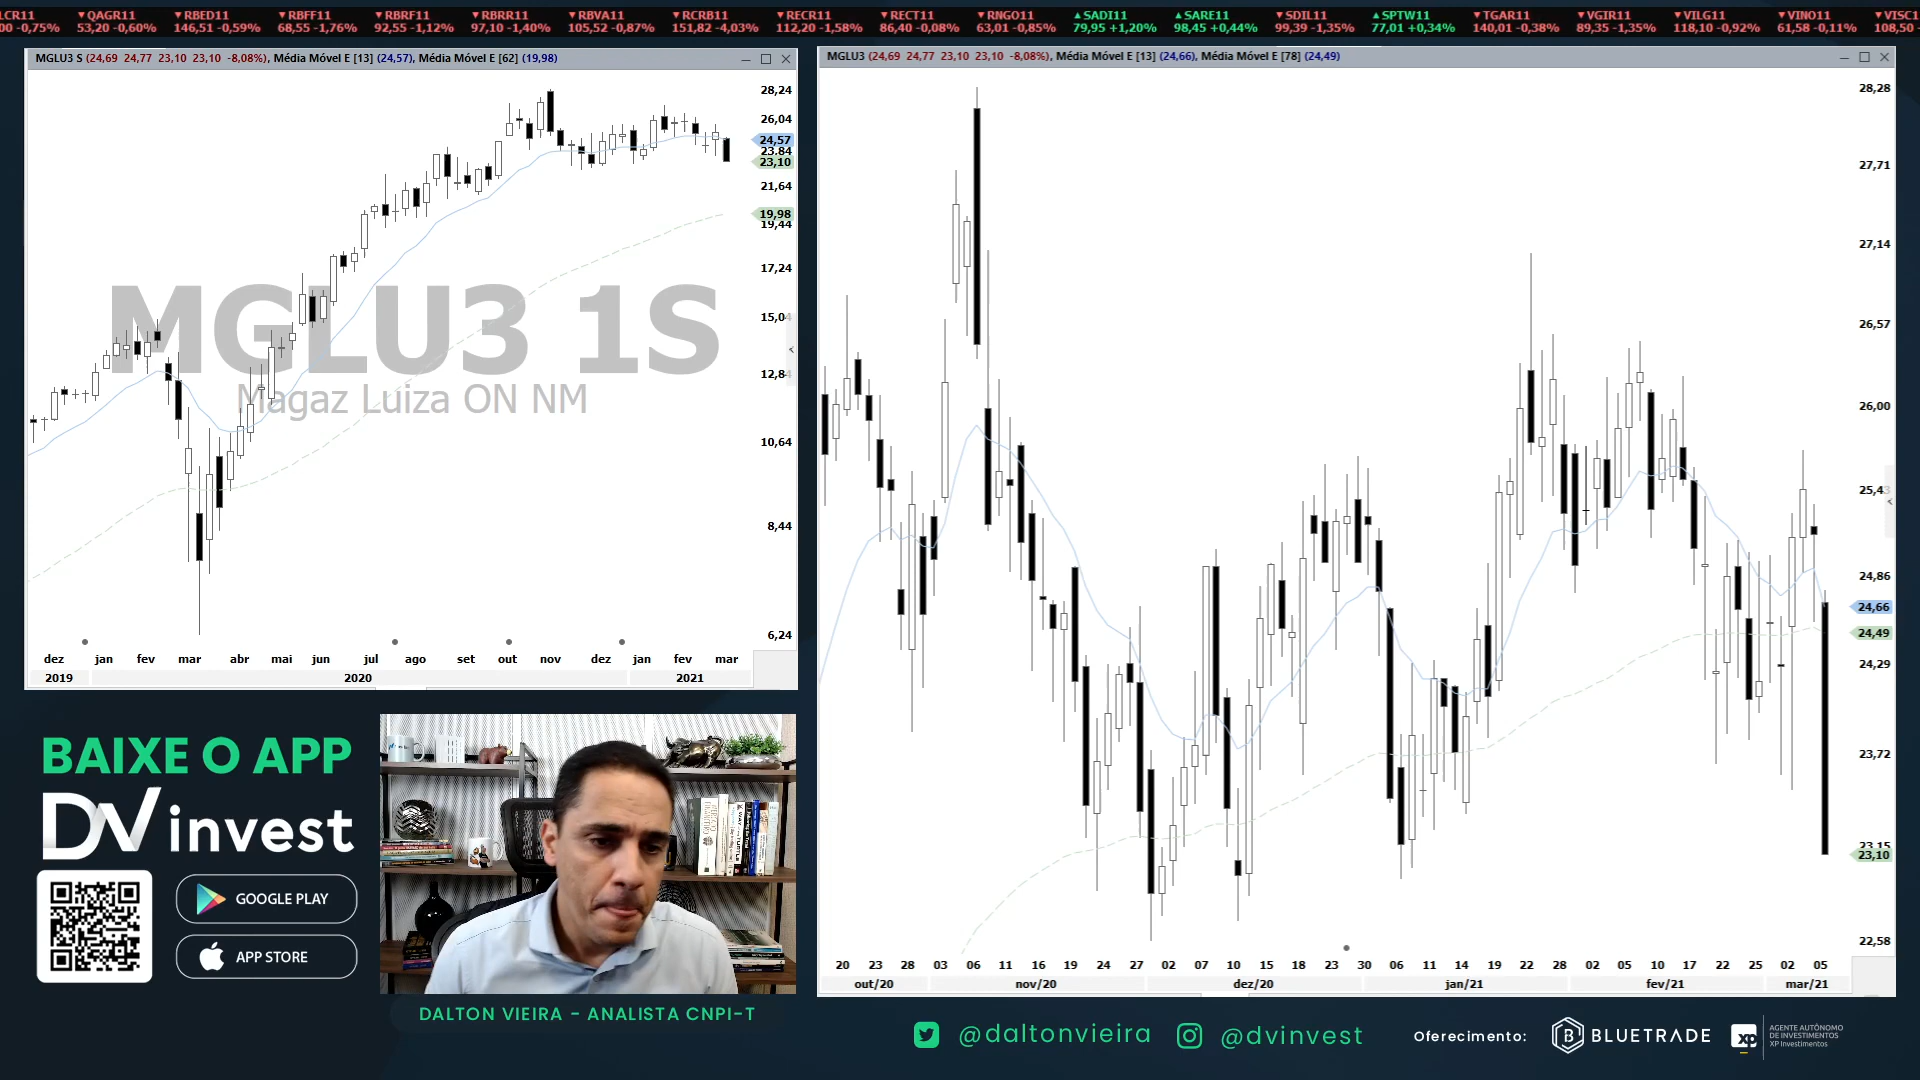 LCR11 ▼QAGR11 ▼RBED11 ▼RBFF11 ▼RBRF11 ▼RBRR11 ▼RBVA11 ▼RCRB11 ▼RECR11 ▼RECT11 ▼RNGO11 ▲SADI11 ▲SARE11 ▼SDIL11 ▲SPTW11 ▼TGAR11 ▼VGIR11 ▼VILG11 ▼VINO11 ▼VISC1
00 -0,75% 53,20 -0,60% 146,51 -0,59% 68,55 -1,76% 92,55 -1,12% 97,10 -1,40% 105,52 -0,87% 151,82 -4,03% 112,20 -1,58% 86,40 -0,08% 63,01 -0,85% 79,95 +1,20% 98,45 +0,44% 99,39 -1,35% 77,01 +0,34% 140,01 -0,38% 89,35 -1,35% 118,10 -0,92% 61,58 -0,11% 108,50
MGLU3 S (24,69 24,77 23,10 23,10 -8,08%), Média Móvel E [13] (24,57), Média Móvel E [62] (19,98)
28,24
26,04
24,57
23,84
23,10
21,64
19,98
19,44
17,24
15,04
12,84
10,64
8,44
6,24
MGLU3 1S
Magaz Luiza ON NM
dez jan fev mar abr mai jun jul ago set out nov dez jan fev mar
2019 2020 2021
MGLU3 (24,69 24,77 23,10 23,10 -8,08%), Média Móvel E [13] (24,66), Média Móvel E [78] (24,49)
28,28
27,71
27,14
26,57
26,00
25,43
24,86
24,66
24,49
24,29
23,72
23,15
23,10
22,58
20 23 28 03 06 11 16 19 24 27 02 07 10 15 18 23 30 06 11 14 19 22 28 02 05 10 17 22 25 02 05
out/20 nov/20 dez/20 jan/21 fev/21 mar/21
BAIXE O APP
DV invest
GOOGLE PLAY
APP STORE
DALTON VIEIRA - ANALISTA CNPI-T
@daltonvieira @dvinvest
Oferecimento: BLUETRADE
xp AGENTE AUTÔNOMO
DE INVESTIMENTOS
XP Investimentos